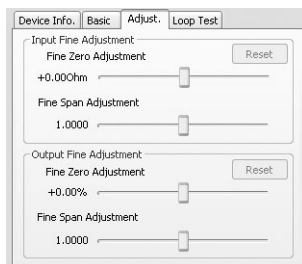 Device Info. Basic Adjust. Loop Test
Input Fine Adjustment
Fine Zero Adjustment Reset
+0.00Ohm
Fine Span Adjustment
1.0000
Output Fine Adjustment
Fine Zero Adjustment Reset
+0.00%
Fine Span Adjustment
1.0000